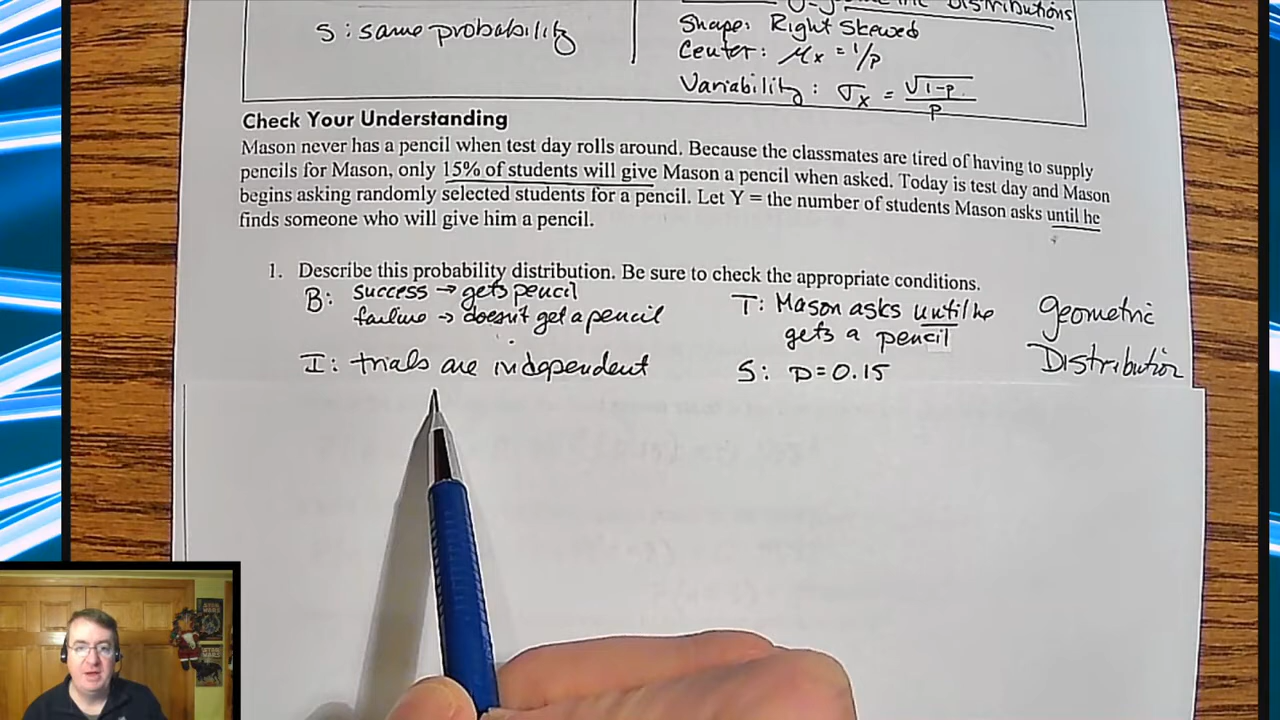 S: same probability
Distributions
Shape: Right Skewed
Center: μx = 1/p
Variability: σx = √1-p / p
Check Your Understanding
Mason never has a pencil when test day rolls around. Because the classmates are tired of having to supply
pencils for Mason, only 15% of students will give Mason a pencil when asked. Today is test day and Mason
begins asking randomly selected students for a pencil. Let Y = the number of students Mason asks until he
finds someone who will give him a pencil.
1. Describe this probability distribution. Be sure to check the appropriate conditions.
B: success → gets pencil
failure → doesn't get a pencil
T: Mason asks until he
gets a pencil
Geometric
Distribution
I: trials are independent
S: p=0.15
STAR
WARS